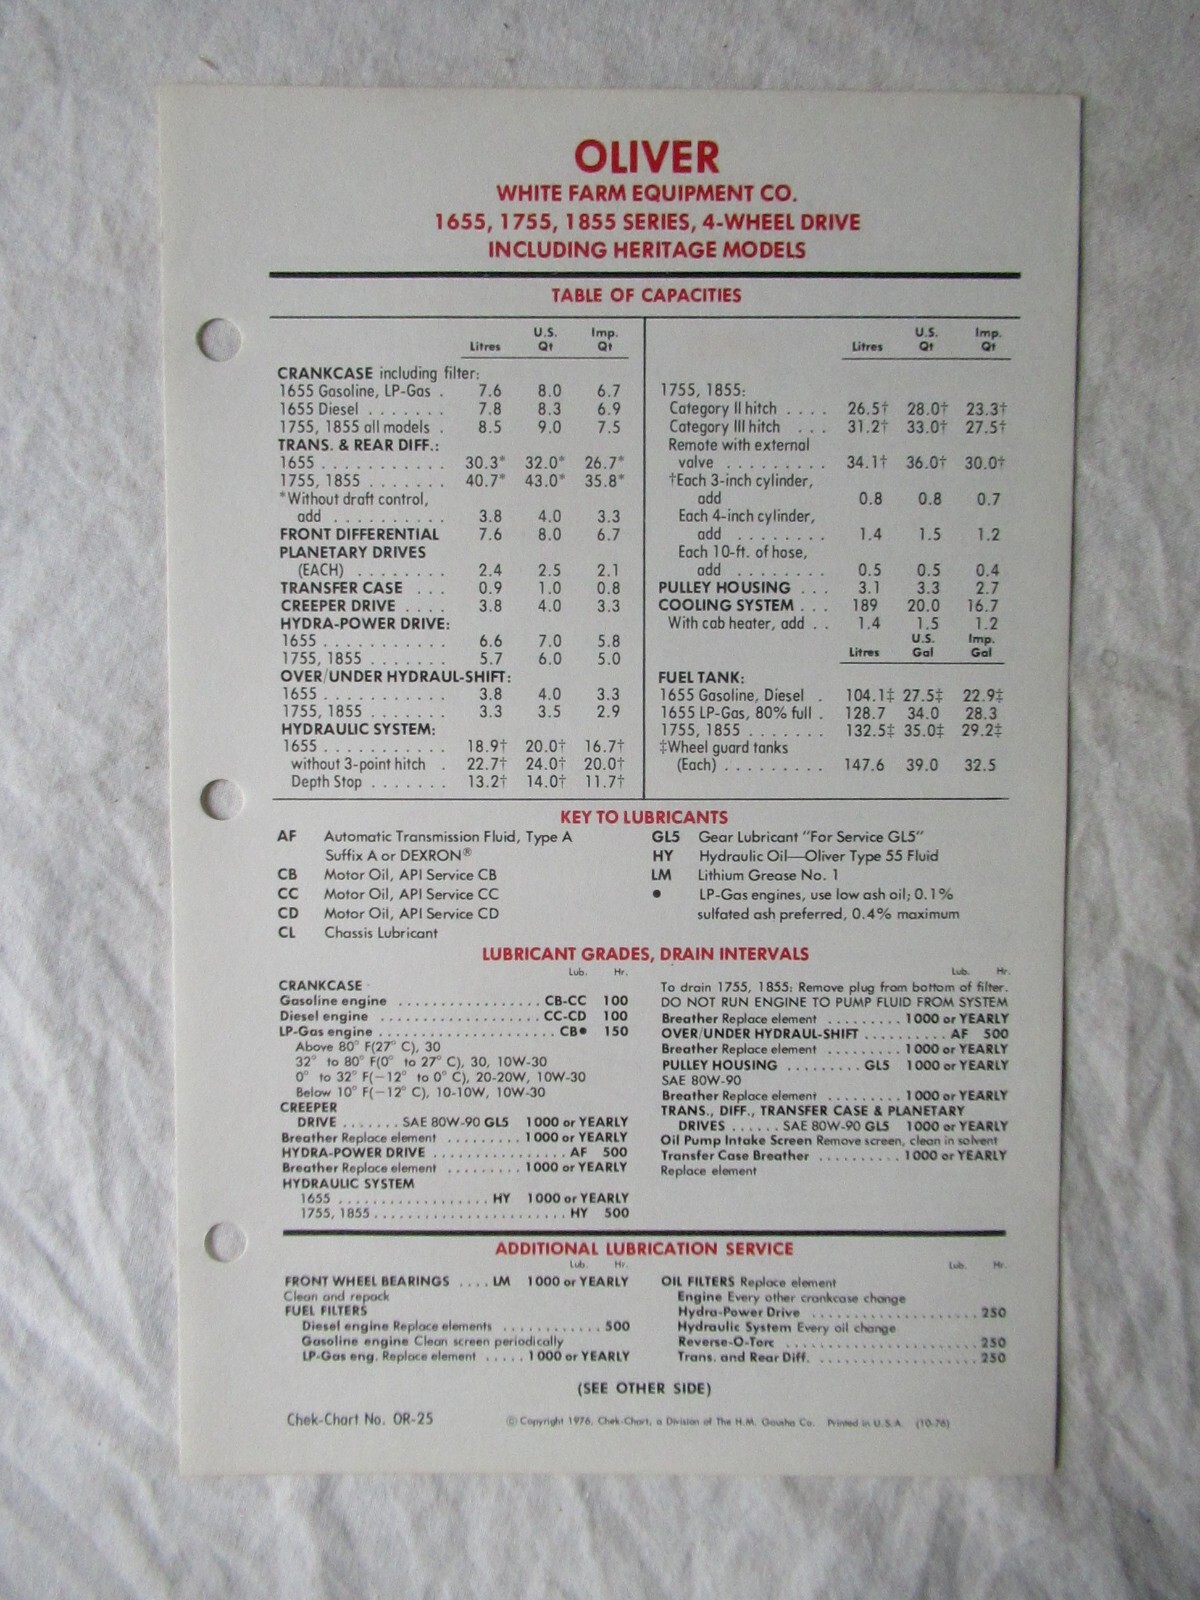 OLIVER
WHITE FARM EQUIPMENT CO.
1655, 1755, 1855 SERIES, 4-WHEEL DRIVE
INCLUDING HERITAGE MODELS
TABLE OF CAPACITIES
Litres U.S. Qt Imp. Qt
CRANKCASE including filter:
1655 Gasoline, LP-Gas . 7.6 8.0 6.7
1655 Diesel . . . . . . . 7.8 8.3 6.9
1755, 1855 all models . 8.5 9.0 7.5
TRANS. & REAR DIFF.:
1655 . . . . . . . . . . . 30.3* 32.0* 26.7*
1755, 1855 . . . . . . . 40.7* 43.0* 35.8*
*Without draft control,
add . . . . . . . . . . 3.8 4.0 3.3
FRONT DIFFERENTIAL 7.6 8.0 6.7
PLANETARY DRIVES
(EACH) . . . . . . . . 2.4 2.5 2.1
TRANSFER CASE . . . 0.9 1.0 0.8
CREEPER DRIVE . . . . 3.8 4.0 3.3
HYDRA-POWER DRIVE:
1655 . . . . . . . . . . . 6.6 7.0 5.8
1755, 1855 . . . . . . . 5.7 6.0 5.0
OVER/UNDER HYDRAUL-SHIFT:
1655 . . . . . . . . . . . 3.8 4.0 3.3
1755, 1855 . . . . . . . 3.3 3.5 2.9
HYDRAULIC SYSTEM:
1655 . . . . . . . . . . . 18.9† 20.0† 16.7†
without 3-point hitch . 22.7† 24.0† 20.0†
Depth Stop . . . . . . . 13.2† 14.0† 11.7†
Litres U.S. Qt Imp. Qt
1755, 1855:
Category II hitch . . . . 26.5† 28.0† 23.3†
Category III hitch . . . 31.2† 33.0† 27.5†
Remote with external
valve . . . . . . . . . 34.1† 36.0† 30.0†
†Each 3-inch cylinder,
add 0.8 0.8 0.7
Each 4-inch cylinder,
add . . . . . . . . 1.4 1.5 1.2
Each 10-ft. of hose,
add . . . . . . . . 0.5 0.5 0.4
PULLEY HOUSING . . . 3.1 3.3 2.7
COOLING SYSTEM . . . 189 20.0 16.7
With cab heater, add . . 1.4 1.5 1.2
Litres U.S. Gal Imp. Gal
FUEL TANK:
1655 Gasoline, Diesel . 104.1‡ 27.5‡ 22.9‡
1655 LP-Gas, 80% full . 128.7 34.0 28.3
1755, 1855 . . . . . . . 132.5‡ 35.0‡ 29.2‡
‡Wheel guard tanks
(Each) . . . . . . . . . 147.6 39.0 32.5
KEY TO LUBRICANTS
AF Automatic Transmission Fluid, Type A
Suffix A or DEXRON®
CB Motor Oil, API Service CB
CC Motor Oil, API Service CC
CD Motor Oil, API Service CD
CL Chassis Lubricant
GL5 Gear Lubricant "For Service GL5"
HY Hydraulic Oil—Oliver Type 55 Fluid
LM Lithium Grease No. 1
● LP-Gas engines, use low ash oil; 0.1%
sulfated ash preferred, 0.4% maximum
LUBRICANT GRADES, DRAIN INTERVALS
Lub. Hr.
CRANKCASE
Gasoline engine . . . . . . . . . . . . . . . . . CB-CC 100
Diesel engine . . . . . . . . . . . . . . . . . . . CC-CD 100
LP-Gas engine . . . . . . . . . . . . . . . . . . . . . . CB● 150
Above 80° F(27° C), 30
32° to 80° F(0° to 27° C), 30, 10W-30
0° to 32° F(−12° to 0° C), 20-20W, 10W-30
Below 10° F(−12° C), 10-10W, 10W-30
CREEPER
DRIVE . . . . . . . SAE 80W-90 GL5 1000 or YEARLY
Breather Replace element . . . . . . . . . 1000 or YEARLY
HYDRA-POWER DRIVE . . . . . . . . . . . . . . . . AF 500
Breather Replace element . . . . . . . . . 1000 or YEARLY
HYDRAULIC SYSTEM
1655 . . . . . . . . . . . . . . . . . . HY 1000 or YEARLY
1755, 1855 . . . . . . . . . . . . . . . . . . . . . . . HY 500
Lub. Hr.
To drain 1755, 1855: Remove plug from bottom of filter.
DO NOT RUN ENGINE TO PUMP FLUID FROM SYSTEM
Breather Replace element . . . . . . . . . 1000 or YEARLY
OVER/UNDER HYDRAUL-SHIFT . . . . . . . . . . AF 500
Breather Replace element . . . . . . . . . 1000 or YEARLY
PULLEY HOUSING . . . . . . . . . GL5 1000 or YEARLY
SAE 80W-90
Breather Replace element . . . . . . . . . 1000 or YEARLY
TRANS., DIFF., TRANSFER CASE & PLANETARY
DRIVES . . . . . . SAE 80W-90 GL5 1000 or YEARLY
Oil Pump Intake Screen Remove screen, clean in solvent
Transfer Case Breather . . . . . . . . . . 1000 or YEARLY
Replace element
ADDITIONAL LUBRICATION SERVICE
Lub. Hr.
FRONT WHEEL BEARINGS . . . . LM 1000 or YEARLY
Clean and repack
FUEL FILTERS
Diesel engine Replace elements . . . . . . . . . . . . 500
Gasoline engine Clean screen periodically
LP-Gas eng. Replace element . . . . . 1000 or YEARLY
Lub. Hr.
OIL FILTERS Replace element
Engine Every other crankcase change
Hydra-Power Drive . . . . . . . . . . . . . . . . . . . . . 250
Hydraulic System Every oil change
Reverse-O-Torc . . . . . . . . . . . . . . . . . . . . . . . . 250
Trans. and Rear Diff. . . . . . . . . . . . . . . . . . . . . 250
(SEE OTHER SIDE)
Chek-Chart No. OR-25
© Copyright 1976, Chek-Chart, a Division of The H.M. Gousha Co. Printed in U.S.A. (10-76)